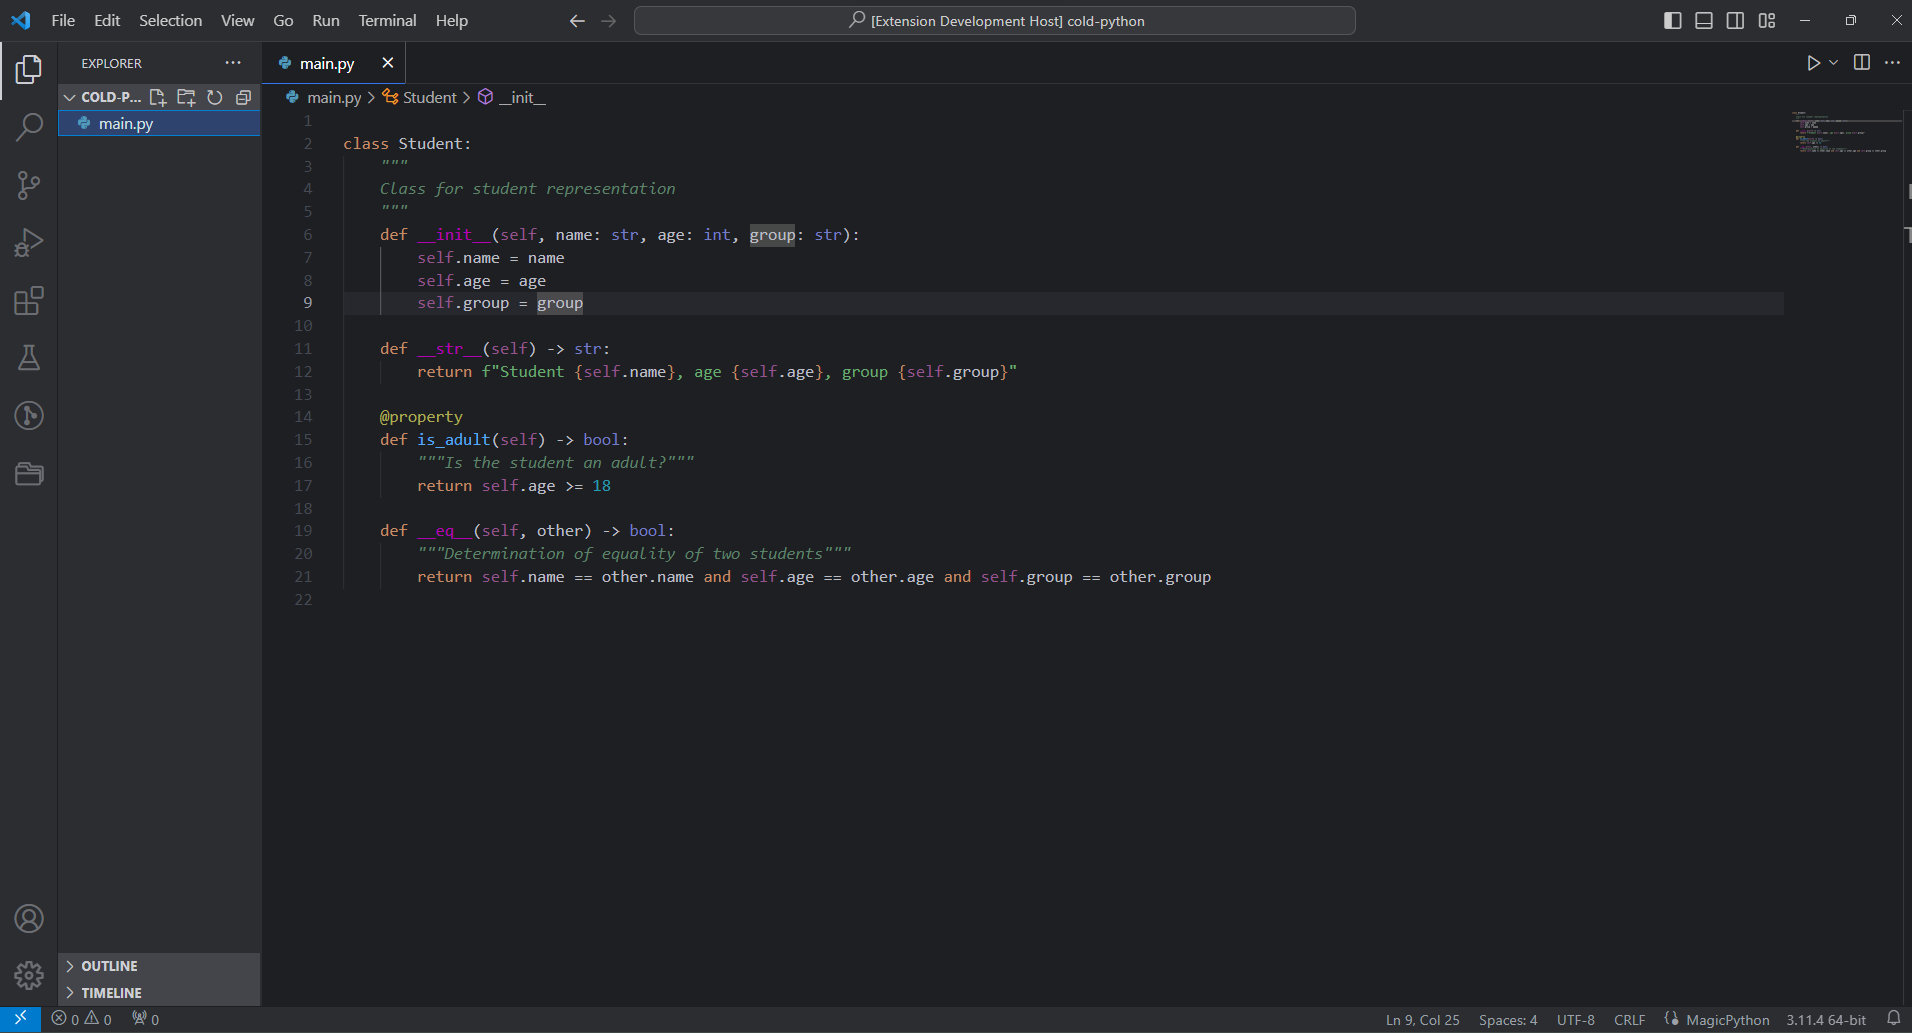 File Edit Selection View Go Run Terminal Help
[Extension Development Host] cold-python
EXPLORER
COLD-P...
main.py
main.py
main.py > Student > __init__
1
2 class Student:
3     """
4     Class for student representation
5     """
6     def __init__(self, name: str, age: int, group: str):
7         self.name = name
8         self.age = age
9         self.group = group
10
11     def __str__(self) -> str:
12         return f"Student {self.name}, age {self.age}, group {self.group}"
13
14     @property
15     def is_adult(self) -> bool:
16         """Is the student an adult?"""
17         return self.age >= 18
18
19     def __eq__(self, other) -> bool:
20         """Determination of equality of two students"""
21         return self.name == other.name and self.age == other.age and self.group == other.group
22
OUTLINE
TIMELINE
0 0 0
Ln 9, Col 25 Spaces: 4 UTF-8 CRLF MagicPython 3.11.4 64-bit